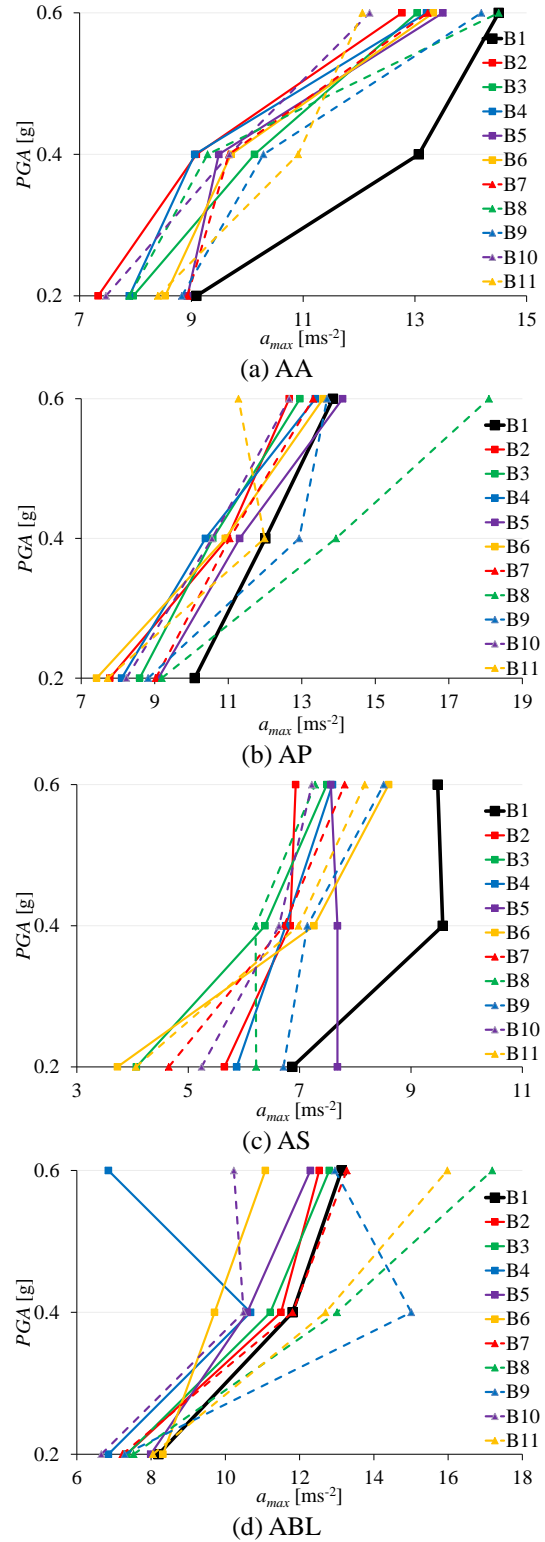 0.6
0.4
0.2
PGA [g]
7 9 11 13 15
a_max [ms⁻²]
B1
B2
B3
B4
B5
B6
B7
B8
B9
B10
B11
(a) AA
0.6
0.4
0.2
PGA [g]
7 9 11 13 15 17 19
a_max [ms⁻²]
B1
B2
B3
B4
B5
B6
B7
B8
B9
B10
B11
(b) AP
0.6
0.4
0.2
PGA [g]
3 5 7 9 11
a_max [ms⁻²]
B1
B2
B3
B4
B5
B6
B7
B8
B9
B10
B11
(c) AS
0.6
0.4
0.2
PGA [g]
6 8 10 12 14 16 18
a_max [ms⁻²]
B1
B2
B3
B4
B5
B6
B7
B8
B9
B10
B11
(d) ABL